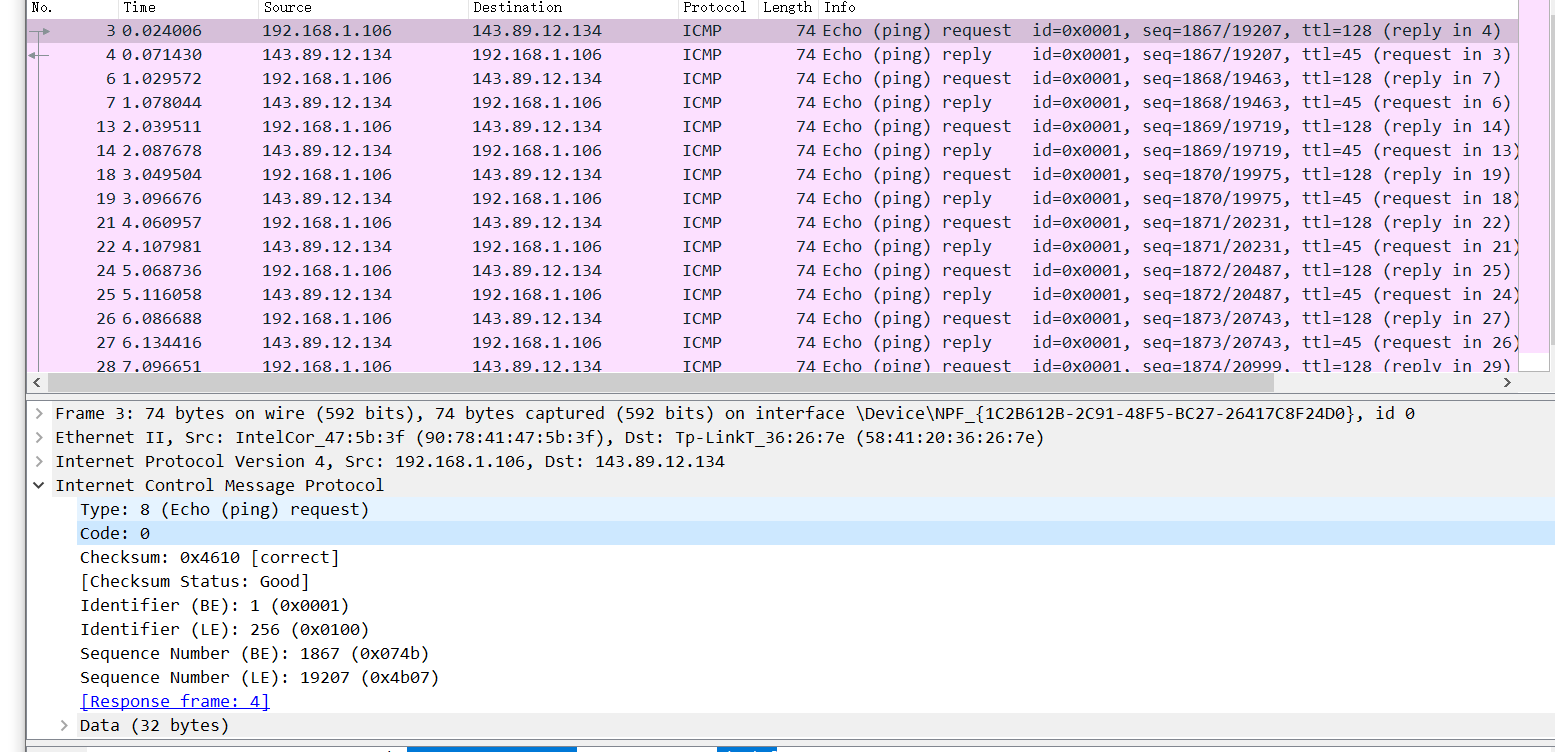 No. Time Source Destination Protocol Length Info
3 0.024006 192.168.1.106 143.89.12.134 ICMP 74 Echo (ping) request id=0x0001, seq=1867/19207, ttl=128 (reply in 4)
4 0.071430 143.89.12.134 192.168.1.106 ICMP 74 Echo (ping) reply id=0x0001, seq=1867/19207, ttl=45 (request in 3)
6 1.029572 192.168.1.106 143.89.12.134 ICMP 74 Echo (ping) request id=0x0001, seq=1868/19463, ttl=128 (reply in 7)
7 1.078044 143.89.12.134 192.168.1.106 ICMP 74 Echo (ping) reply id=0x0001, seq=1868/19463, ttl=45 (request in 6)
13 2.039511 192.168.1.106 143.89.12.134 ICMP 74 Echo (ping) request id=0x0001, seq=1869/19719, ttl=128 (reply in 14)
14 2.087678 143.89.12.134 192.168.1.106 ICMP 74 Echo (ping) reply id=0x0001, seq=1869/19719, ttl=45 (request in 13)
18 3.049504 192.168.1.106 143.89.12.134 ICMP 74 Echo (ping) request id=0x0001, seq=1870/19975, ttl=128 (reply in 19)
19 3.096676 143.89.12.134 192.168.1.106 ICMP 74 Echo (ping) reply id=0x0001, seq=1870/19975, ttl=45 (request in 18)
21 4.060957 192.168.1.106 143.89.12.134 ICMP 74 Echo (ping) request id=0x0001, seq=1871/20231, ttl=128 (reply in 22)
22 4.107981 143.89.12.134 192.168.1.106 ICMP 74 Echo (ping) reply id=0x0001, seq=1871/20231, ttl=45 (request in 21)
24 5.068736 192.168.1.106 143.89.12.134 ICMP 74 Echo (ping) request id=0x0001, seq=1872/20487, ttl=128 (reply in 25)
25 5.116058 143.89.12.134 192.168.1.106 ICMP 74 Echo (ping) reply id=0x0001, seq=1872/20487, ttl=45 (request in 24)
26 6.086688 192.168.1.106 143.89.12.134 ICMP 74 Echo (ping) request id=0x0001, seq=1873/20743, ttl=128 (reply in 27)
27 6.134416 143.89.12.134 192.168.1.106 ICMP 74 Echo (ping) reply id=0x0001, seq=1873/20743, ttl=45 (request in 26)
28 7.096651 192.168.1.106 143.89.12.134 ICMP 74 Echo (ping) request id=0x0001, seq=1874/20999, ttl=128 (reply in 29)
Frame 3: 74 bytes on wire (592 bits), 74 bytes captured (592 bits) on interface \Device\NPF_{1C2B612B-2C91-48F5-BC27-26417C8F24D0}, id 0
Ethernet II, Src: IntelCor_47:5b:3f (90:78:41:47:5b:3f), Dst: Tp-LinkT_36:26:7e (58:41:20:36:26:7e)
Internet Protocol Version 4, Src: 192.168.1.106, Dst: 143.89.12.134
Internet Control Message Protocol
Type: 8 (Echo (ping) request)
Code: 0
Checksum: 0x4610 [correct]
[Checksum Status: Good]
Identifier (BE): 1 (0x0001)
Identifier (LE): 256 (0x0100)
Sequence Number (BE): 1867 (0x074b)
Sequence Number (LE): 19207 (0x4b07)
[Response frame: 4]
Data (32 bytes)